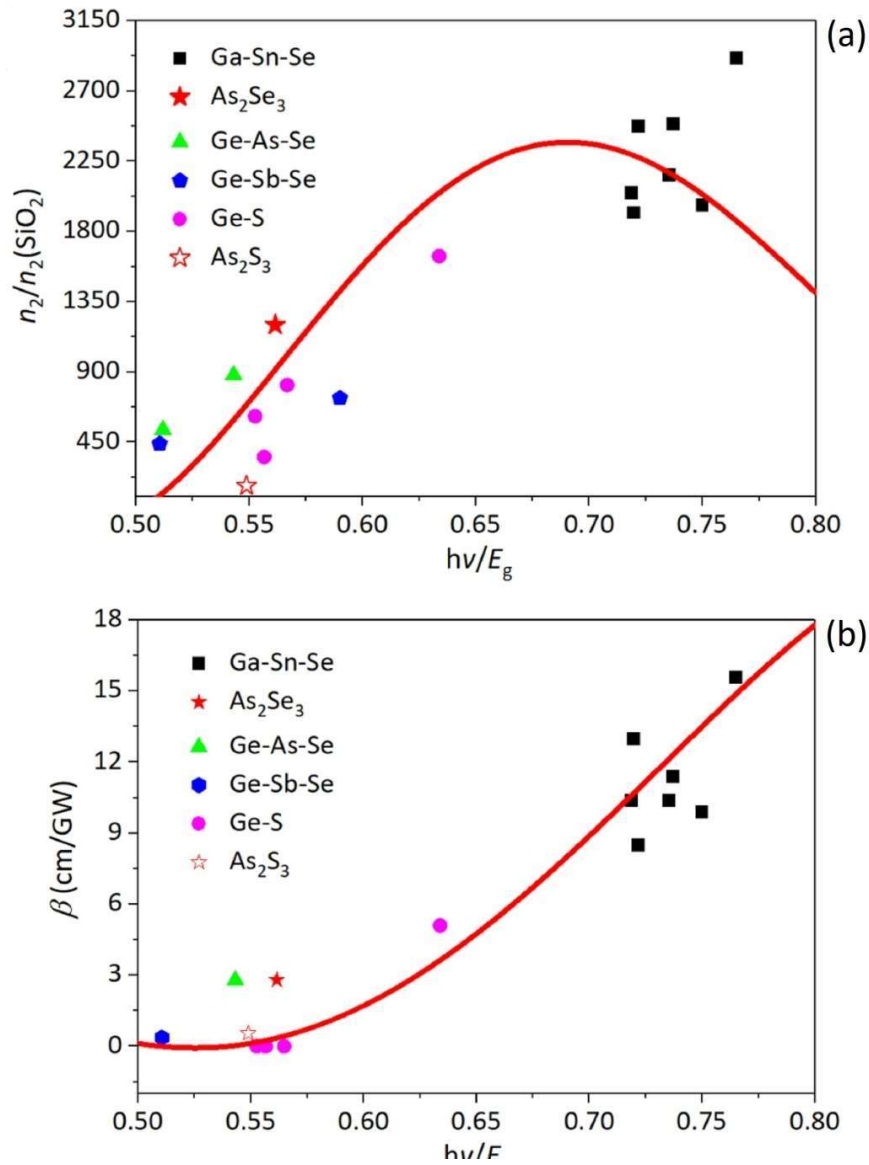 (a)
3150
2700
2250
1800
1350
900
450
n₂/n₂(SiO₂)
Ga-Sn-Se
As₂Se₃
Ge-As-Se
Ge-Sb-Se
Ge-S
As₂S₃
0.50 0.55 0.60 0.65 0.70 0.75 0.80
hν/E_g
(b)
18
15
12
9
6
3
0
β (cm/GW)
Ga-Sn-Se
As₂Se₃
Ge-As-Se
Ge-Sb-Se
Ge-S
As₂S₃
0.50 0.55 0.60 0.65 0.70 0.75 0.80
hν/E